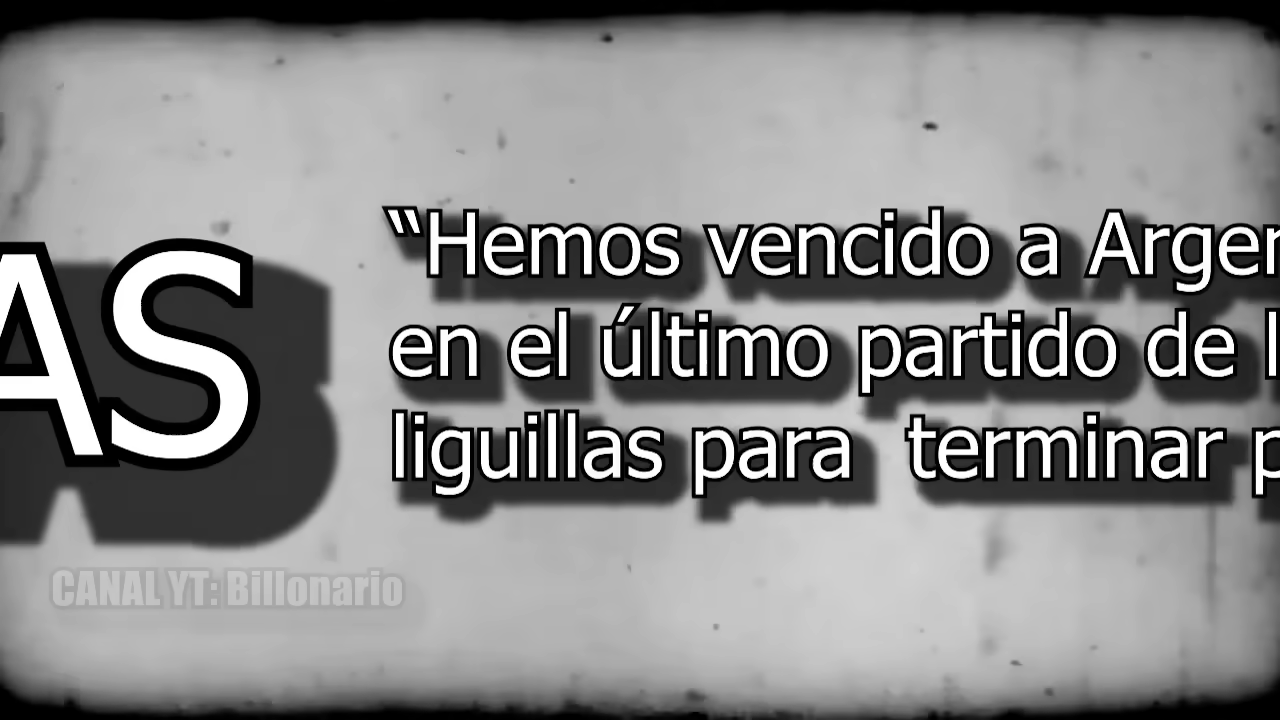 AS
“Hemos vencido a Argen
en el último partido de l
liguillas para terminar p
CANAL YT: Billonario